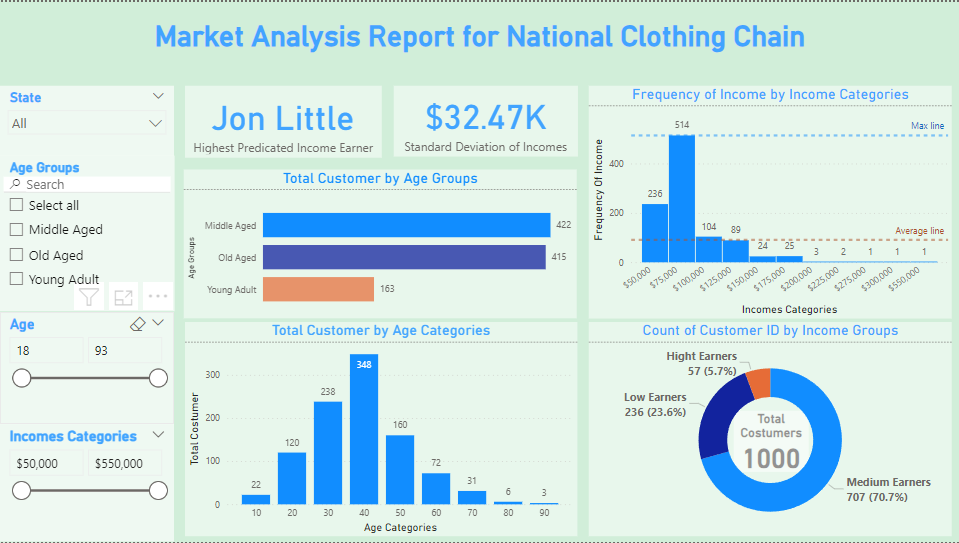 Market Analysis Report for National Clothing Chain
State
All
Age Groups
Search
Select all
Middle Aged
Old Aged
Young Adult
Age
18 93
Incomes Categories
$50,000 $550,000
Jon Little
Highest Predicated Income Earner
$32.47K
Standard Deviation of Incomes
Total Customer by Age Groups
Age Groups
Middle Aged 422
Old Aged 415
Young Adult 163
Total Customer by Age Categories
Total Costumer
300
200
100
0
22 120 238 348 160 72 31 6 3
10 20 30 40 50 60 70 80 90
Age Categories
Frequency of Income by Income Categories
Frequency Of Income
400
200
0
Max line
Average line
236 514 104 89 24 25 3 2 1 1 1
$50,000 $75,000 $100,000 $125,000 $150,000 $175,000 $200,000 $225,000 $275,000 $300,000 $550,000
Incomes Categories
Count of Customer ID by Income Groups
Hight Earners
57 (5.7%)
Low Earners
236 (23.6%)
Total
Costumers
1000
Medium Earners
707 (70.7%)